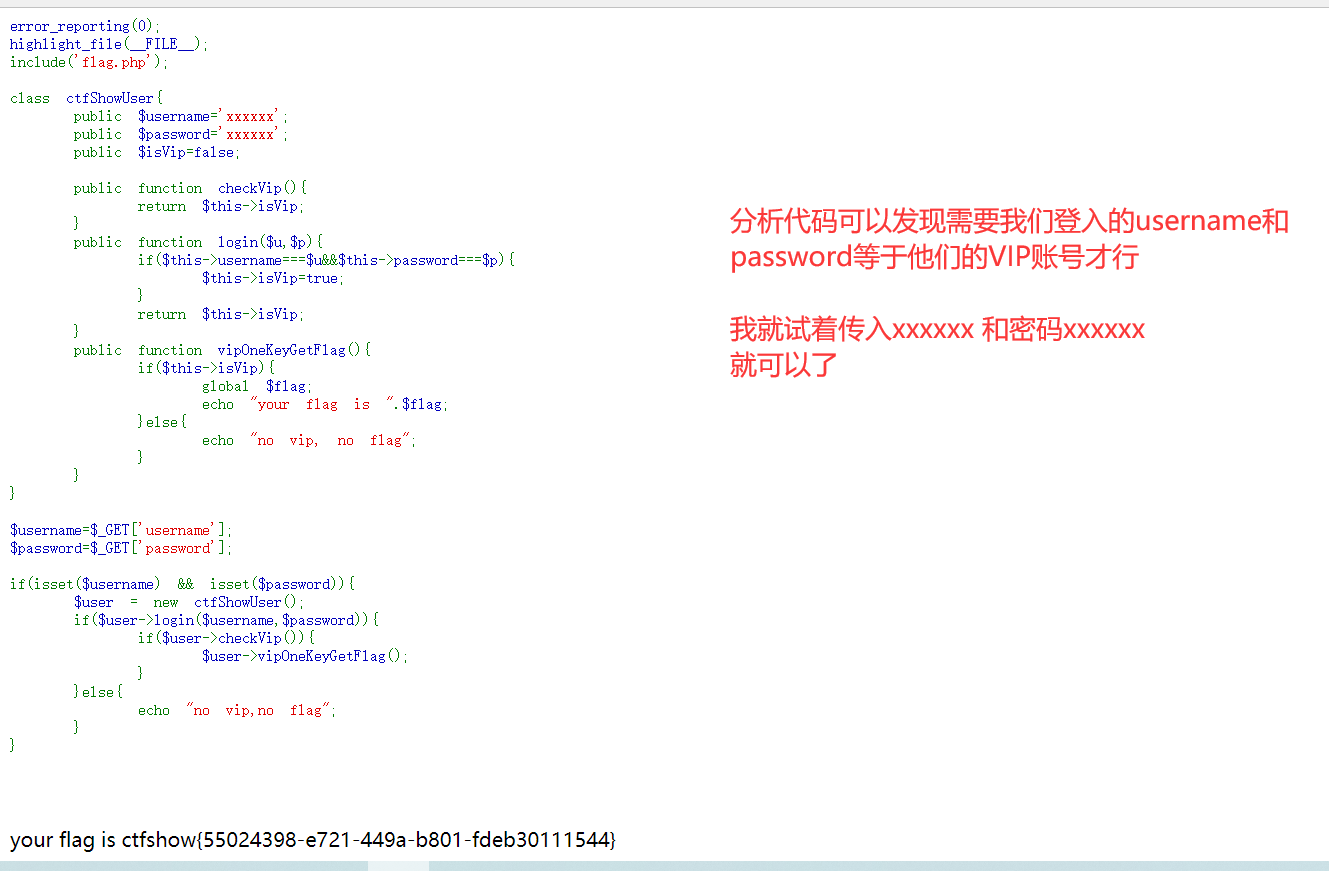 error_reporting(0);
highlight_file(__FILE__);
include('flag.php');
class ctfShowUser{
public $username='xxxxxx';
public $password='xxxxxx';
public $isVip=false;
public function checkVip(){
return $this->isVip;
}
public function login($u,$p){
if($this->username===$u&&$this->password===$p){
$this->isVip=true;
}
return $this->isVip;
}
public function vipOneKeyGetFlag(){
if($this->isVip){
global $flag;
echo "your flag is ".$flag;
}else{
echo "no vip, no flag";
}
}
}
$username=$_GET['username'];
$password=$_GET['password'];
if(isset($username) && isset($password)){
$user = new ctfShowUser();
if($user->login($username,$password)){
if($user->checkVip()){
$user->vipOneKeyGetFlag();
}
}else{
echo "no vip,no flag";
}
}
your flag is ctfshow{55024398-e721-449a-b801-fdeb30111544}
分析代码可以发现需要我们登入的username和
password等于他们的VIP账号才行
我就试着传入xxxxxx 和密码xxxxxx
就可以了